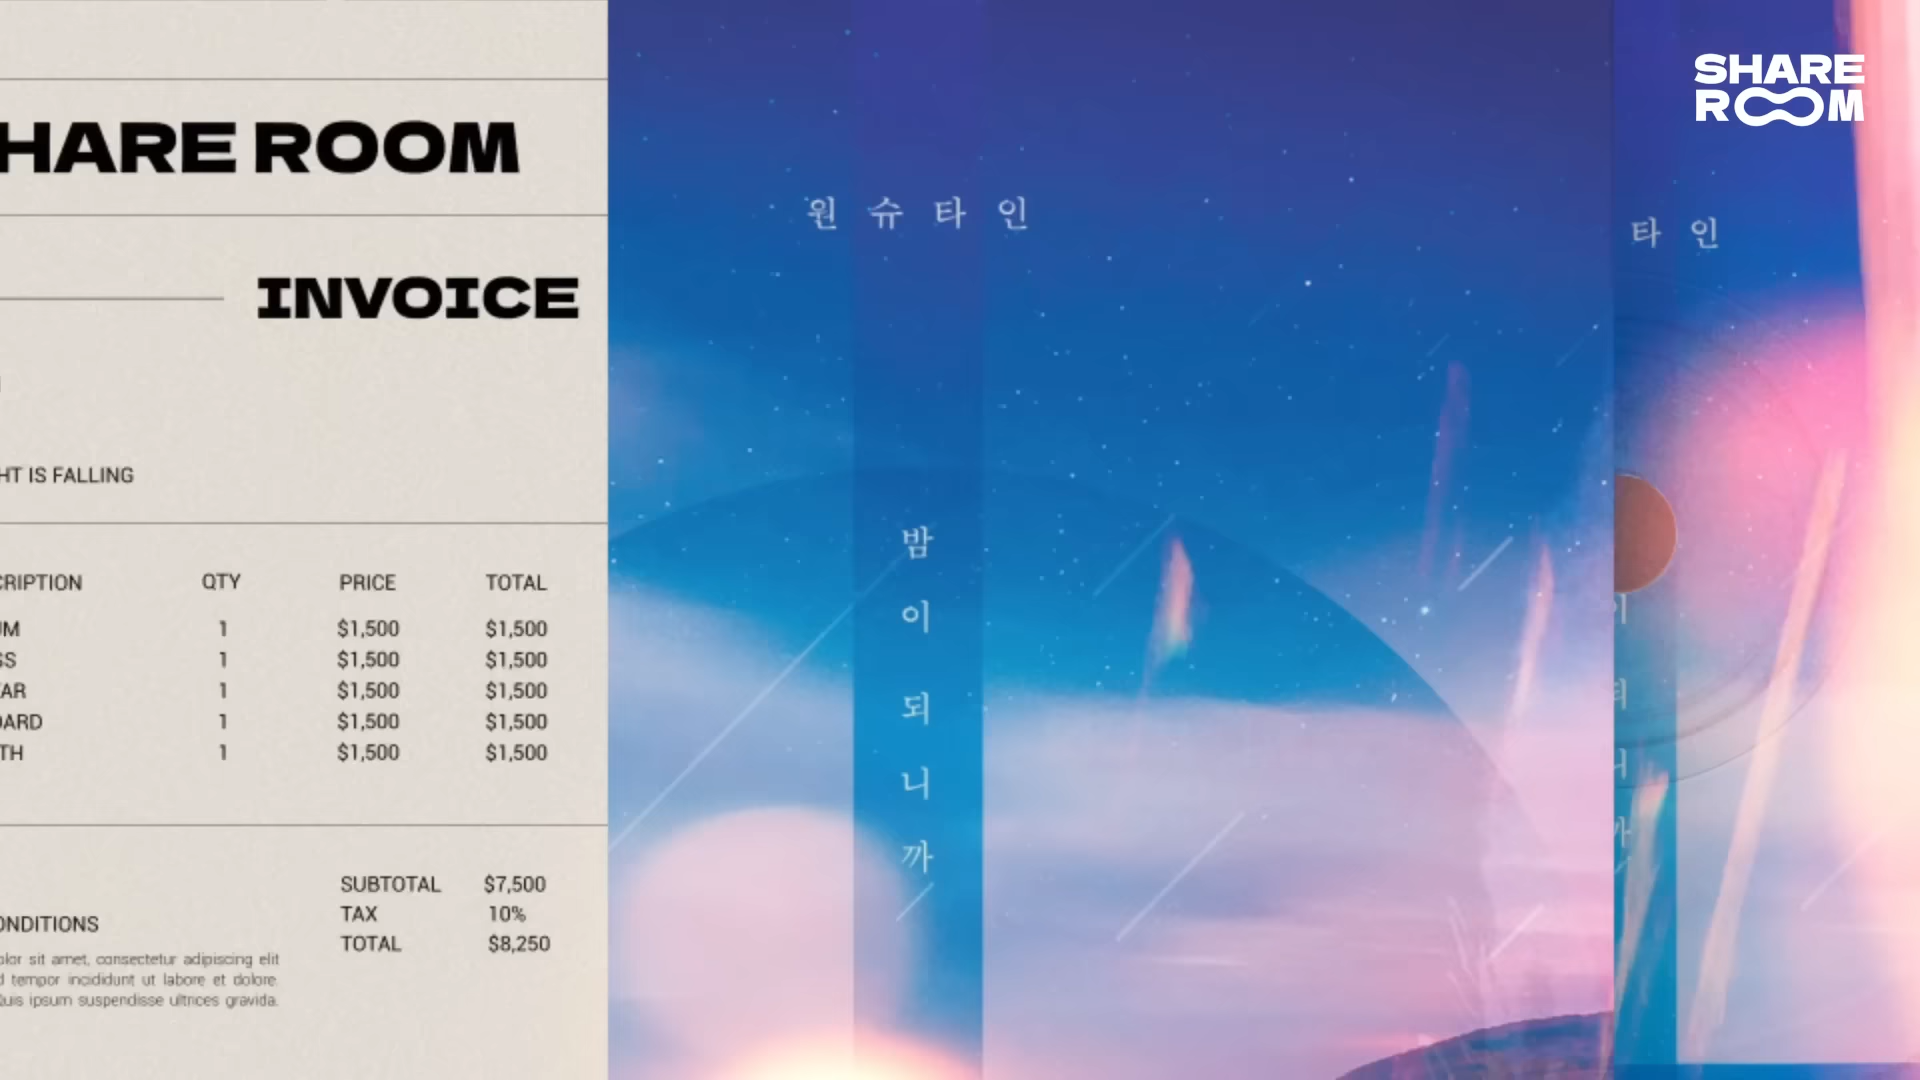 HARE ROOM
INVOICE
HT IS FALLING
CRIPTION QTY PRICE TOTAL
UM 1 $1,500 $1,500
SS 1 $1,500 $1,500
AR 1 $1,500 $1,500
OARD 1 $1,500 $1,500
TH 1 $1,500 $1,500
SUBTOTAL $7,500
TAX 10%
TOTAL $8,250
ONDITIONS
olor sit amet, consectetur adipiscing elit
d tempor incididunt ut labore et dolore.
Quis ipsum suspendisse ultrices gravida.
원슈타인
밤
이
되
니
까
SHARE
ROOM
타인